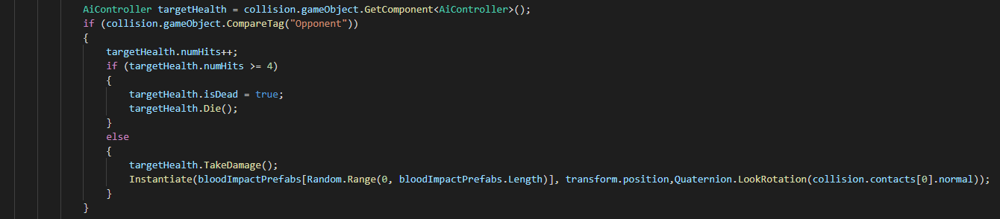 AiController targetHealth = collision.gameObject.GetComponent<AiController>();
if (collision.gameObject.CompareTag("Opponent"))
{
targetHealth.numHits++;
if (targetHealth.numHits >= 4)
{
targetHealth.isDead = true;
targetHealth.Die();
}
else
{
targetHealth.TakeDamage();
Instantiate(bloodImpactPrefabs[Random.Range(0, bloodImpactPrefabs.Length)], transform.position,Quaternion.LookRotation(collision.contacts[0].normal));
}
}